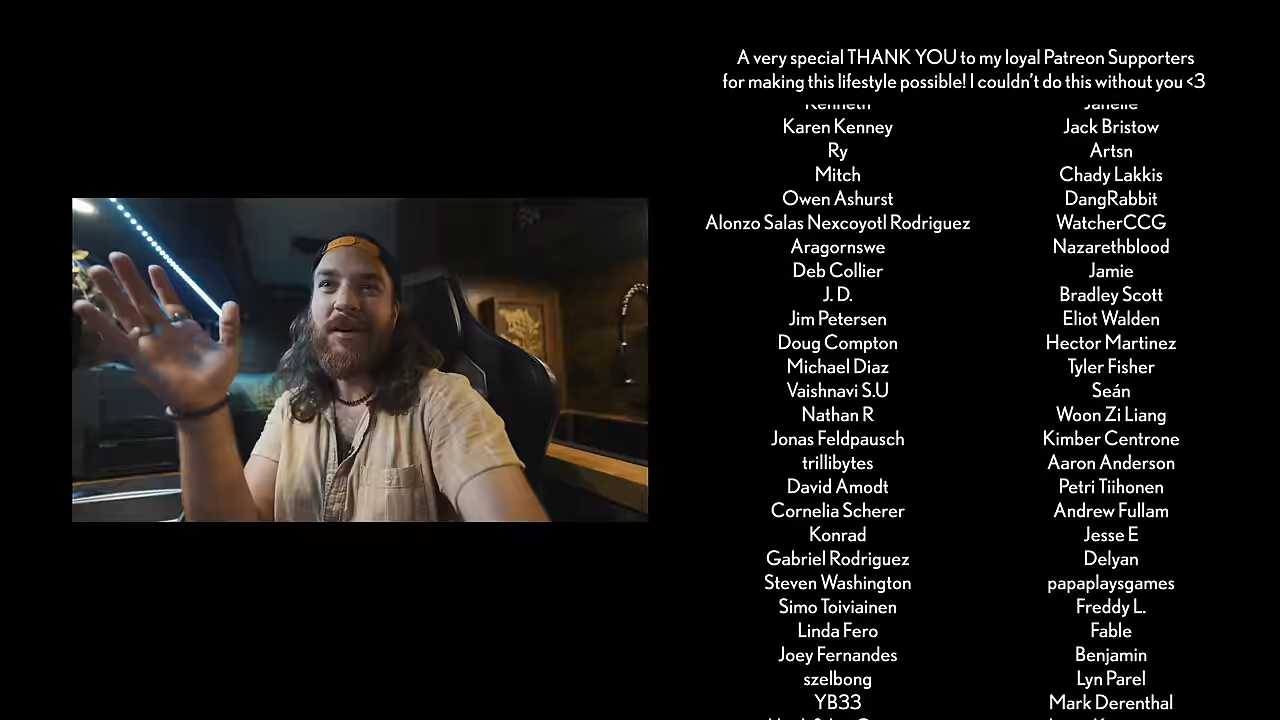 A very special THANK YOU to my loyal Patreon Supporters
for making this lifestyle possible! I couldn't do this without you <3
Kenneth
Karen Kenney
Ry
Mitch
Owen Ashurst
Alonzo Salas Nexcoyotl Rodriguez
Aragornswe
Deb Collier
J. D.
Jim Petersen
Doug Compton
Michael Diaz
Vaishnavi S.U
Nathan R
Jonas Feldpausch
trillibytes
David Amodt
Cornelia Scherer
Konrad
Gabriel Rodriguez
Steven Washington
Simo Toiviainen
Linda Fero
Joey Fernandes
szelbong
YB33
Janelle
Jack Bristow
Artsn
Chady Lakkis
DangRabbit
WatcherCCG
Nazarethblood
Jamie
Bradley Scott
Eliot Walden
Hector Martinez
Tyler Fisher
Seán
Woon Zi Liang
Kimber Centrone
Aaron Anderson
Petri Tiihonen
Andrew Fullam
Jesse E
Delyan
papaplaysgames
Freddy L.
Fable
Benjamin
Lyn Parel
Mark Derenthal